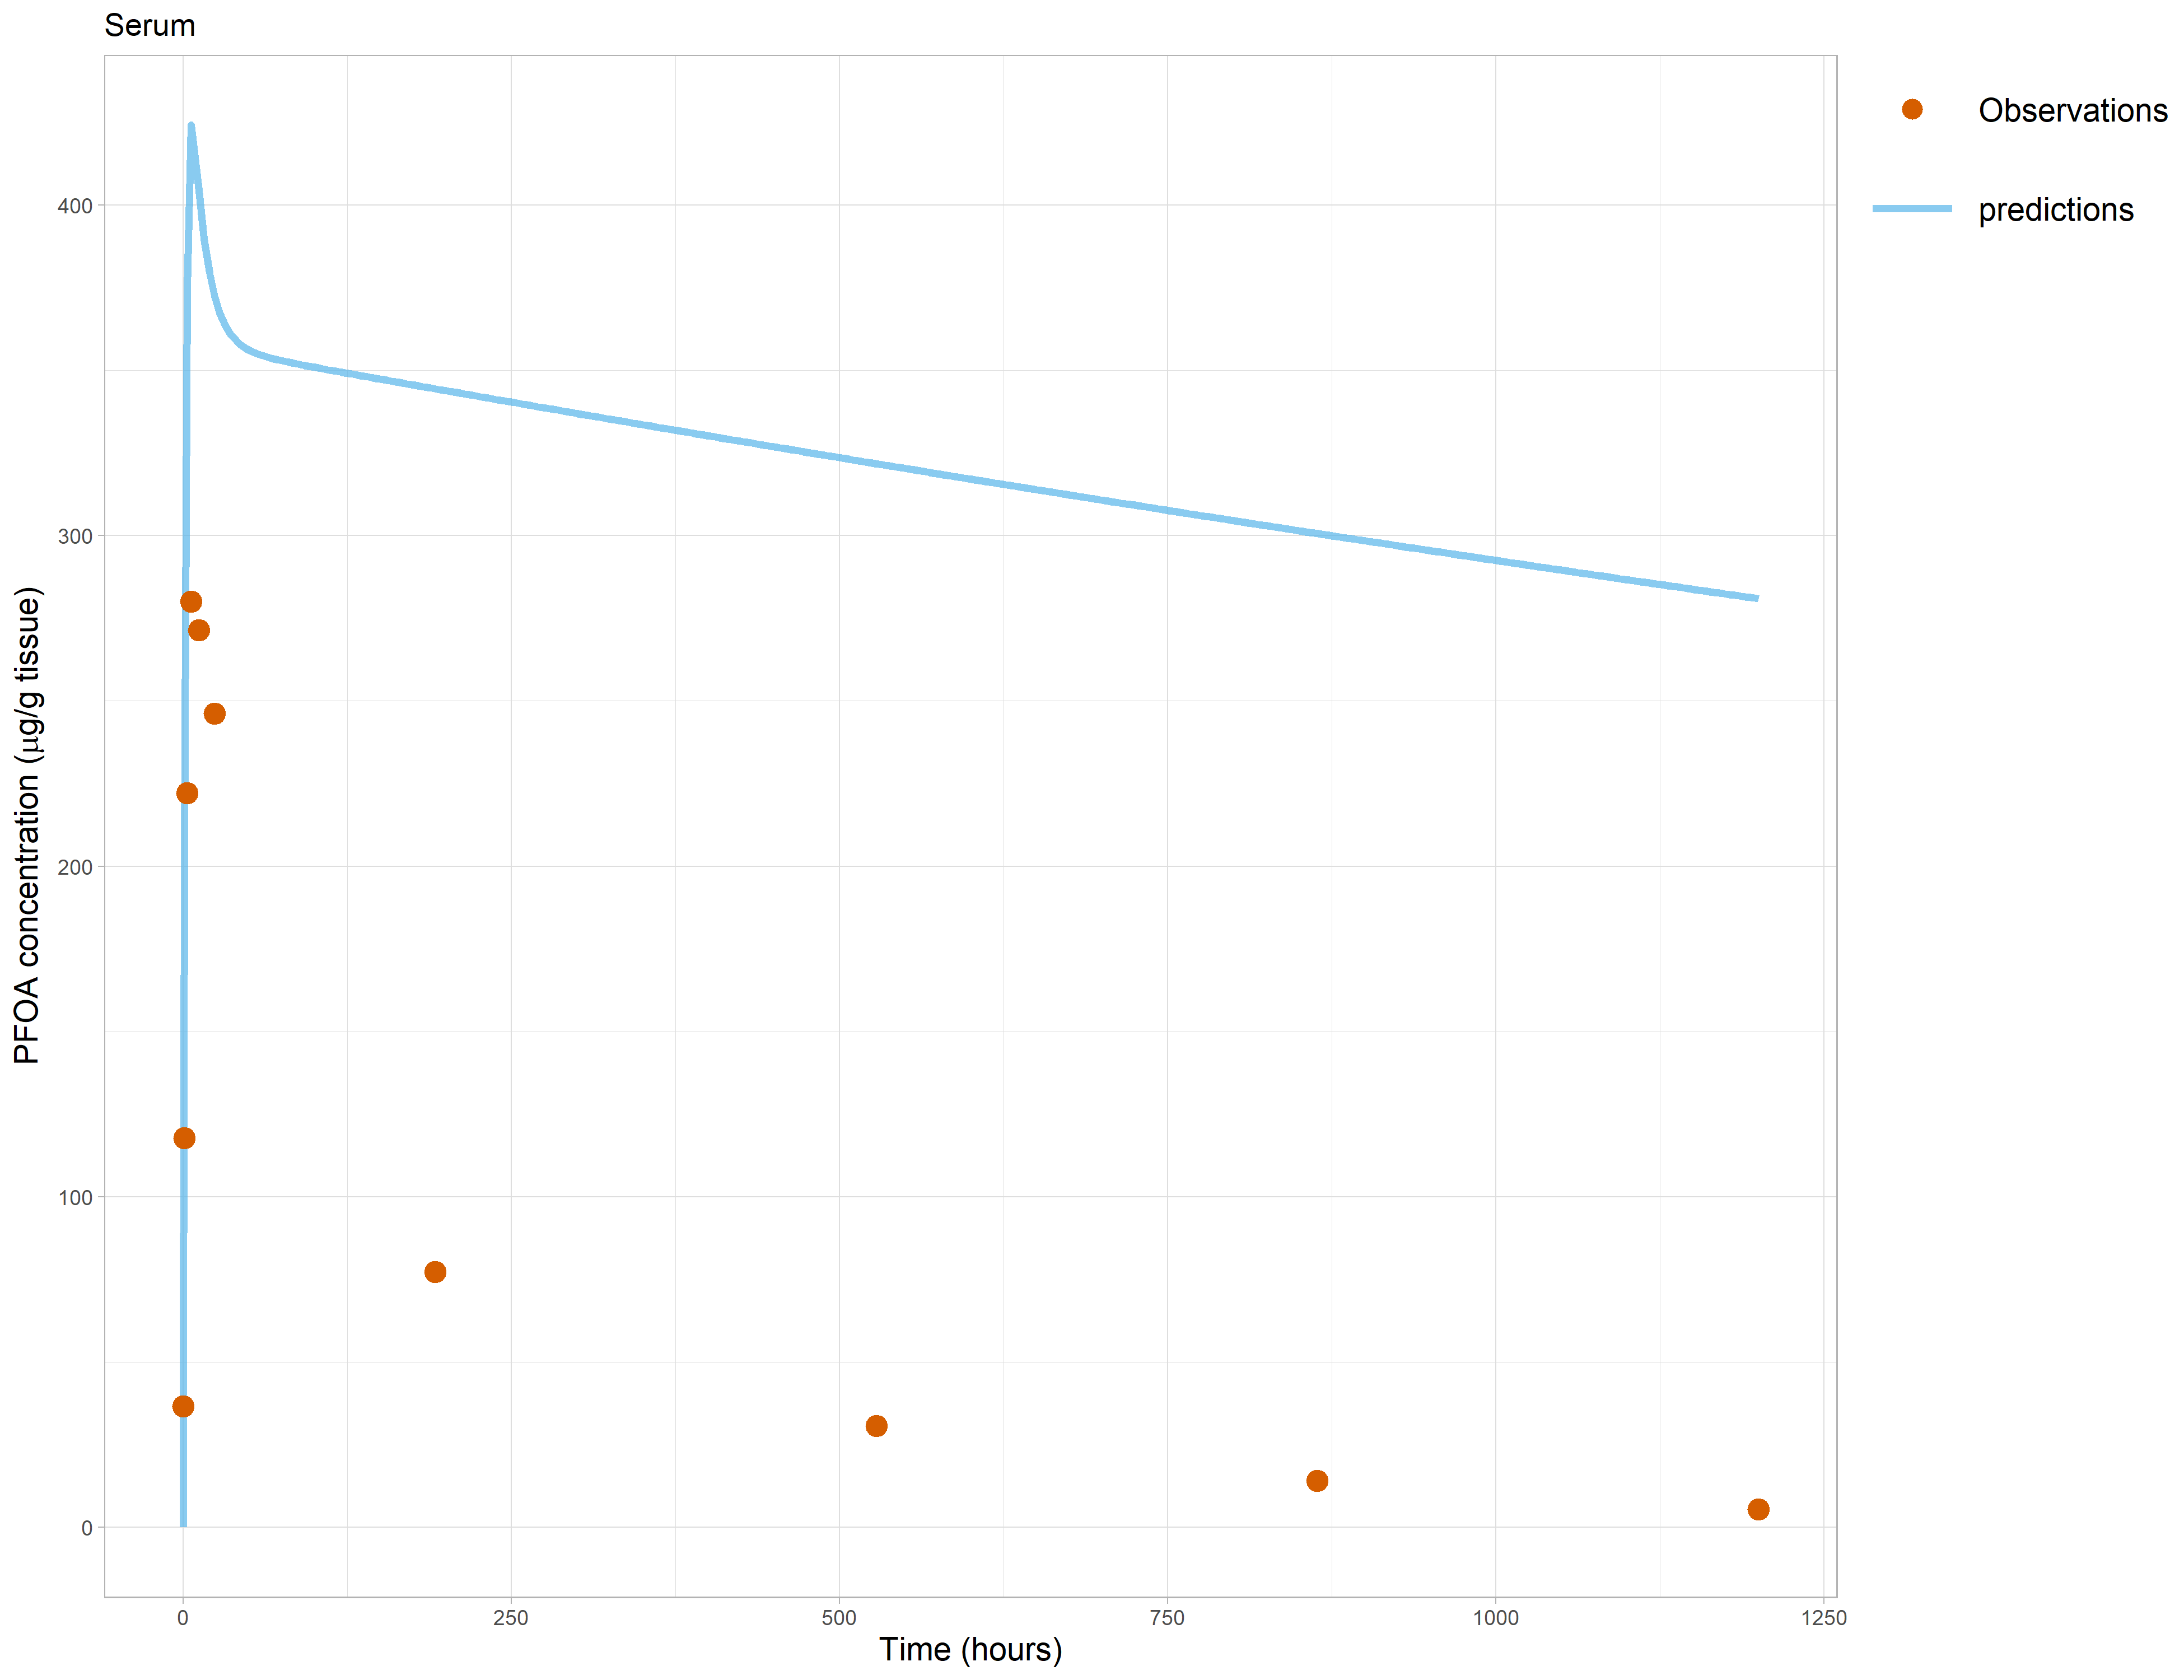 Serum
PFOA concentration (μg/g tissue)
400
300
200
100
0
0 250 500 750 1000 1250
Time (hours)
Observations
predictions